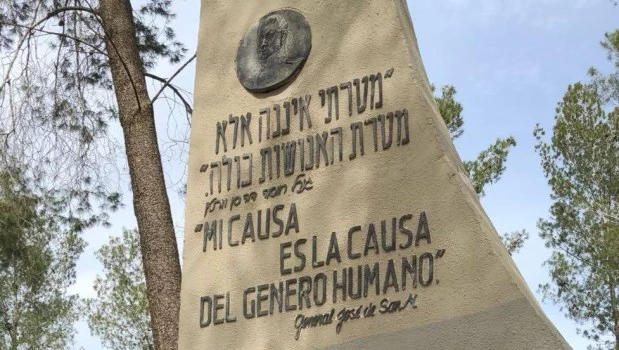 "מטרתי איננה אלא
מטרת האנושות כולה."
"MI CAUSA
ES LA CAUSA
DEL GENERO HUMANO."
General José de San M.